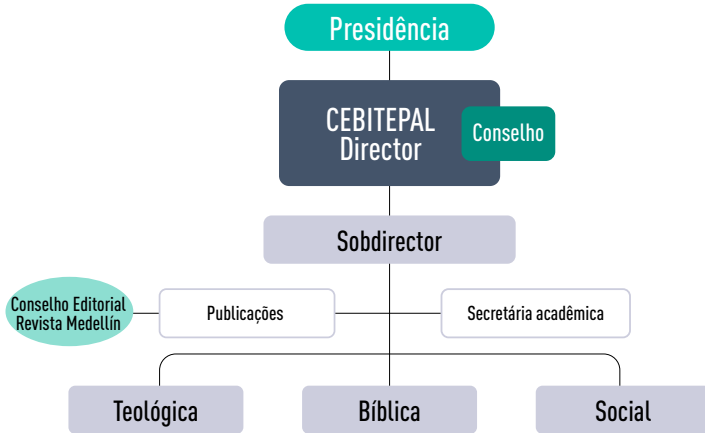 Presidência
CEBITEPAL
Director
Conselho
Sobdirector
Conselho Editorial
Revista Medellín
Publicações
Secretária acadêmica
Teológica
Bíblica
Social